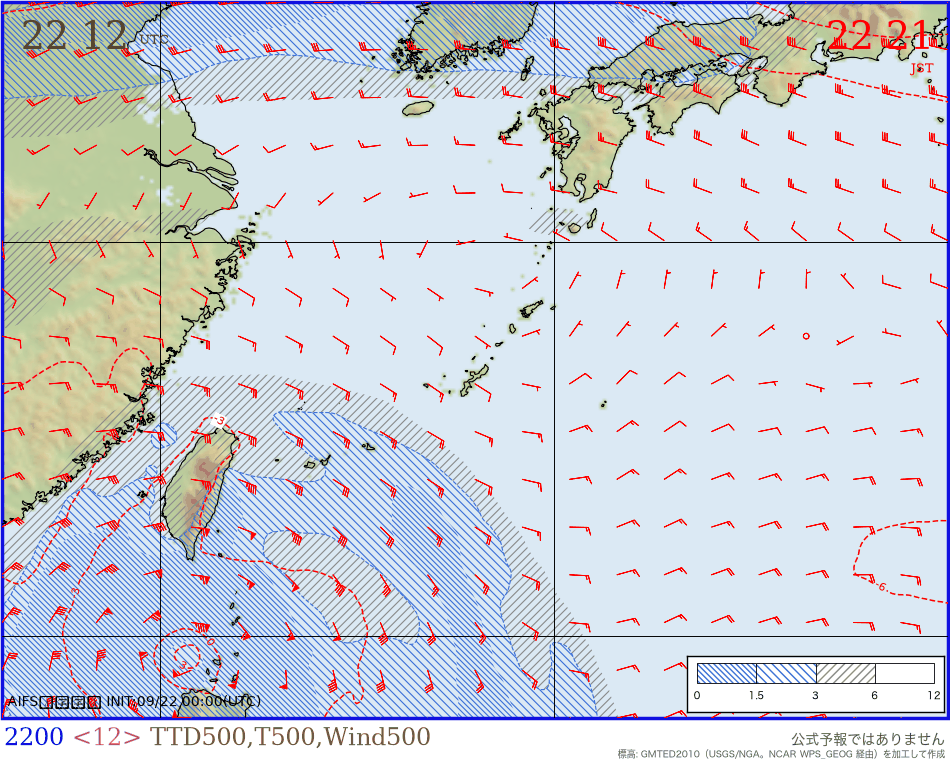 22 12 UTC
22 21
JST
-3
-6
3
0
3
AIFS□□□□ INIT 09/22 00:00(UTC)
0 1.5 3 6 12
2200 <12> TTD500,T500,Wind500
公式予報ではありません
標高: GMTED2010（USGS/NGA。NCAR WPS_GEOG 経由）を加工して作成